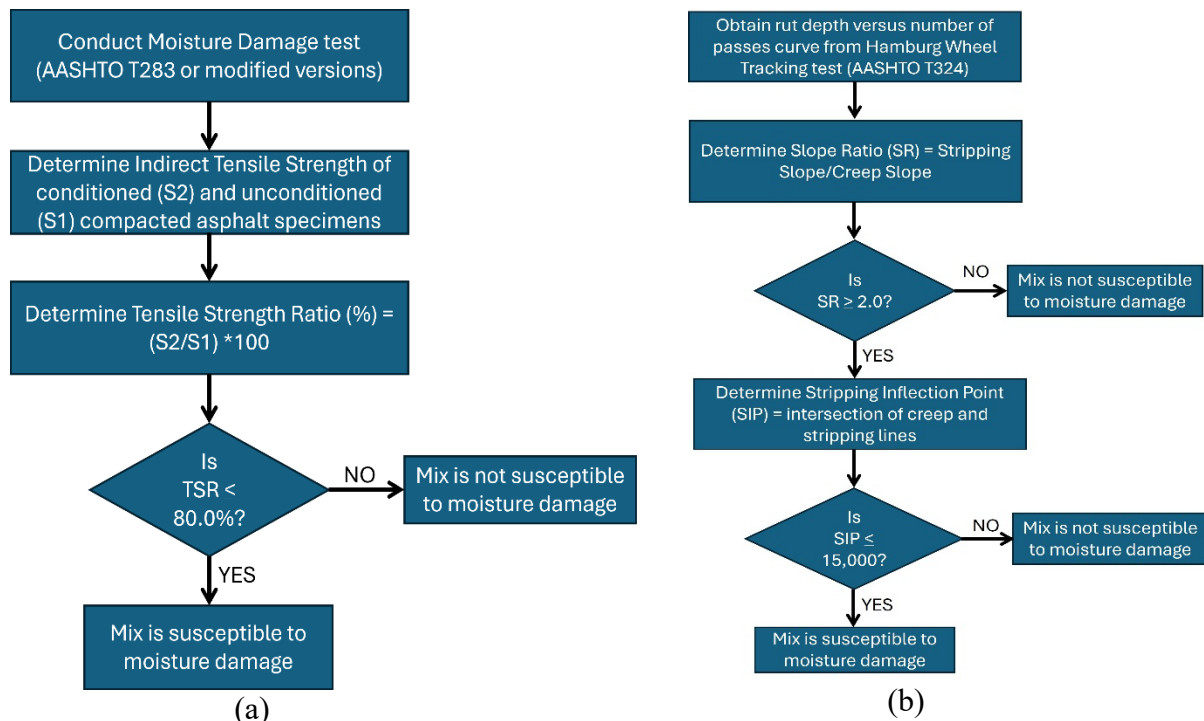 Conduct Moisture Damage test
(AASHTO T283 or modified versions)
Determine Indirect Tensile Strength of
conditioned (S2) and unconditioned
(S1) compacted asphalt specimens
Determine Tensile Strength Ratio (%) =
(S2/S1) *100
Is
TSR <
80.0%?
NO
Mix is not susceptible
to moisture damage
YES
Mix is susceptible to
moisture damage
(a)
Obtain rut depth versus number of
passes curve from Hamburg Wheel
Tracking test (AASHTO T324)
Determine Slope Ratio (SR) = Stripping
Slope/Creep Slope
Is
SR ≥ 2.0?
NO
Mix is not susceptible
to moisture damage
YES
Determine Stripping Inflection Point
(SIP) = intersection of creep and
stripping lines
Is
SIP ≤
15,000?
NO
Mix is not susceptible
to moisture damage
YES
Mix is susceptible to
moisture damage
(b)